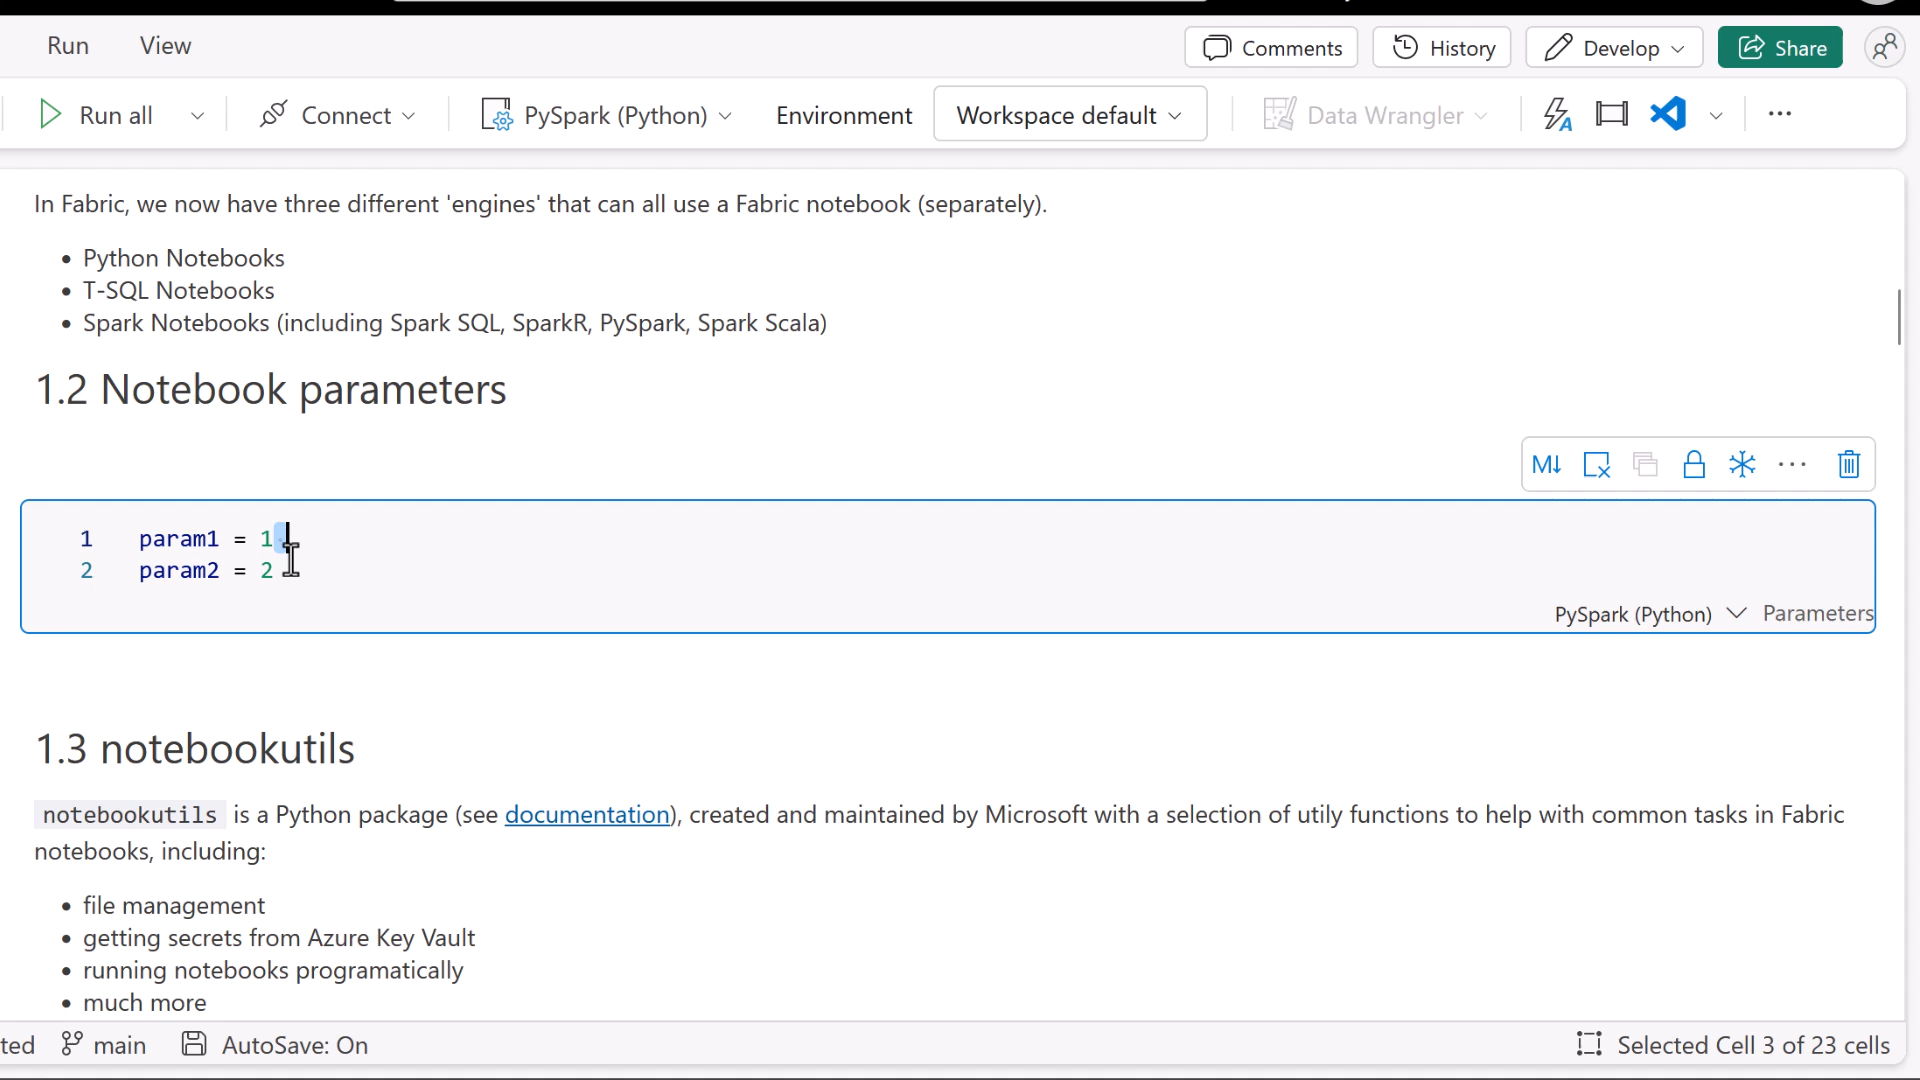 Run View Comments History Develop Share
Run all Connect PySpark (Python) Environment Workspace default Data Wrangler ...
In Fabric, we now have three different 'engines' that can all use a Fabric notebook (separately).
• Python Notebooks
• T-SQL Notebooks
• Spark Notebooks (including Spark SQL, SparkR, PySpark, Spark Scala)
1.2 Notebook parameters
M↓ ...
1 param1 = 1
2 param2 = 2
PySpark (Python) Parameters
1.3 notebookutils
notebookutils is a Python package (see documentation), created and maintained by Microsoft with a selection of utily functions to help with common tasks in Fabric
notebooks, including:
• file management
• getting secrets from Azure Key Vault
• running notebooks programatically
• much more
ted main AutoSave: On Selected Cell 3 of 23 cells